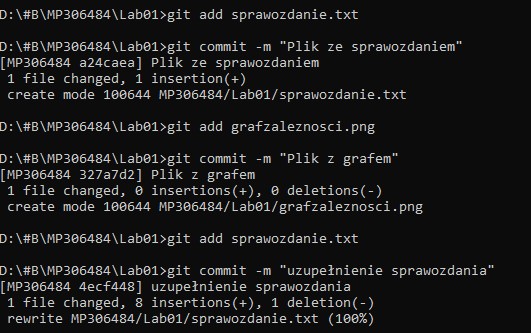 D:\#B\MP306484\Lab01>git add sprawozdanie.txt
D:\#B\MP306484\Lab01>git commit -m "Plik ze sprawozdaniem"
[MP306484 a24caea] Plik ze sprawozdaniem
1 file changed, 1 insertion(+)
create mode 100644 MP306484/Lab01/sprawozdanie.txt
D:\#B\MP306484\Lab01>git add grafzaleznosci.png
D:\#B\MP306484\Lab01>git commit -m "Plik z grafem"
[MP306484 327a7d2] Plik z grafem
1 file changed, 0 insertions(+), 0 deletions(-)
create mode 100644 MP306484/Lab01/grafzaleznosci.png
D:\#B\MP306484\Lab01>git add sprawozdanie.txt
D:\#B\MP306484\Lab01>git commit -m "uzupełnienie sprawozdania"
[MP306484 4ecf448] uzupełnienie sprawozdania
1 file changed, 8 insertions(+), 1 deletion(-)
rewrite MP306484/Lab01/sprawozdanie.txt (100%)